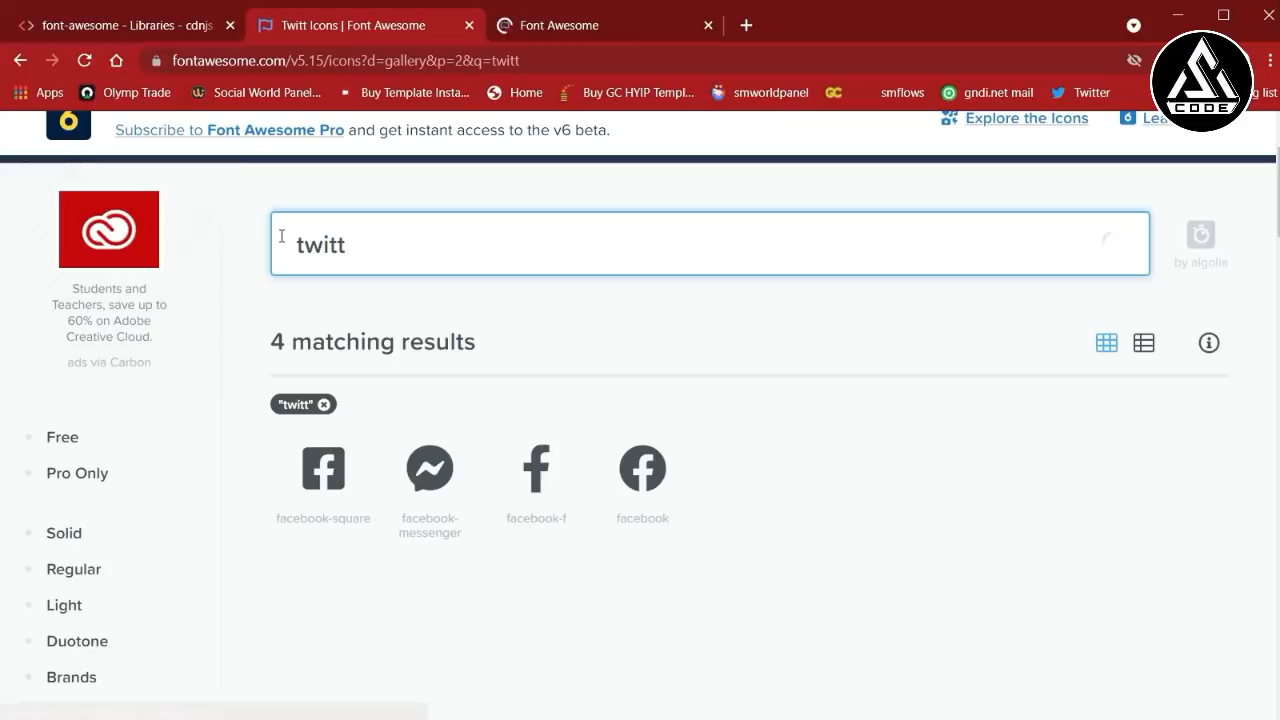 font-awesome - Libraries - cdnjs
Twitt Icons | Font Awesome
Font Awesome
fontawesome.com/v5.15/icons?d=gallery&p=2&q=twitt
Apps
Olymp Trade
Social World Panel...
Buy Template Insta...
Home
Buy GC HYIP Templ...
smworldpanel
GC
smflows
gndi.net mail
Twitter
g list
CODE
6
Subscribe to Font Awesome Pro and get instant access to the v6 beta.
Explore the Icons
6
Lea
twitt
by algolia
Students and
Teachers, save up to
60% on Adobe
Creative Cloud.
ads via Carbon
4 matching results
"twitt"
Free
Pro Only
Solid
Regular
Light
Duotone
Brands
facebook-square
facebook-
messenger
facebook-f
facebook